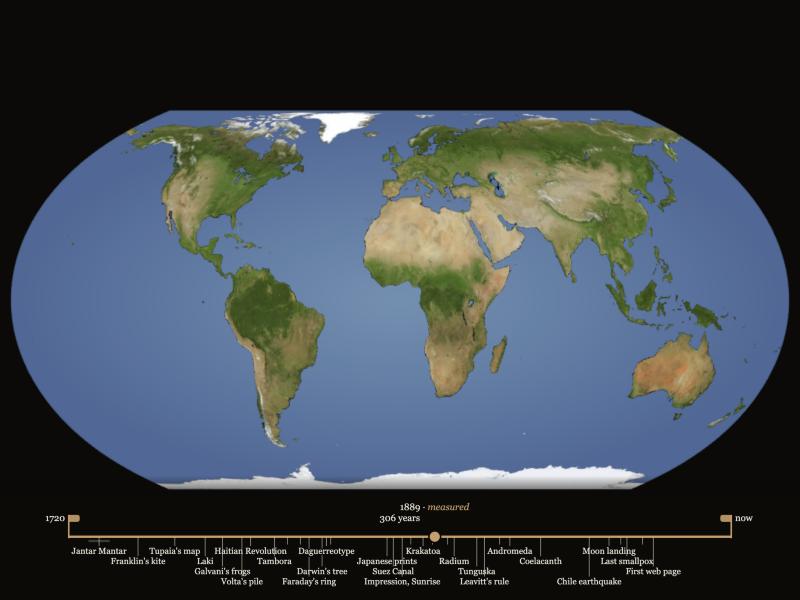 1889 · measured
1720
306 years
now
Jantar Mantar
Tupaia's map
Haitian Revolution
Daguerreotype
Krakatoa
Andromeda
Moon landing
Franklin's kite
Laki
Tambora
Japanese prints
Radium
Coelacanth
Last smallpox
Galvani's frogs
Darwin's tree
Suez Canal
Tunguska
First web page
Volta's pile
Faraday's ring
Impression, Sunrise
Leavitt's rule
Chile earthquake